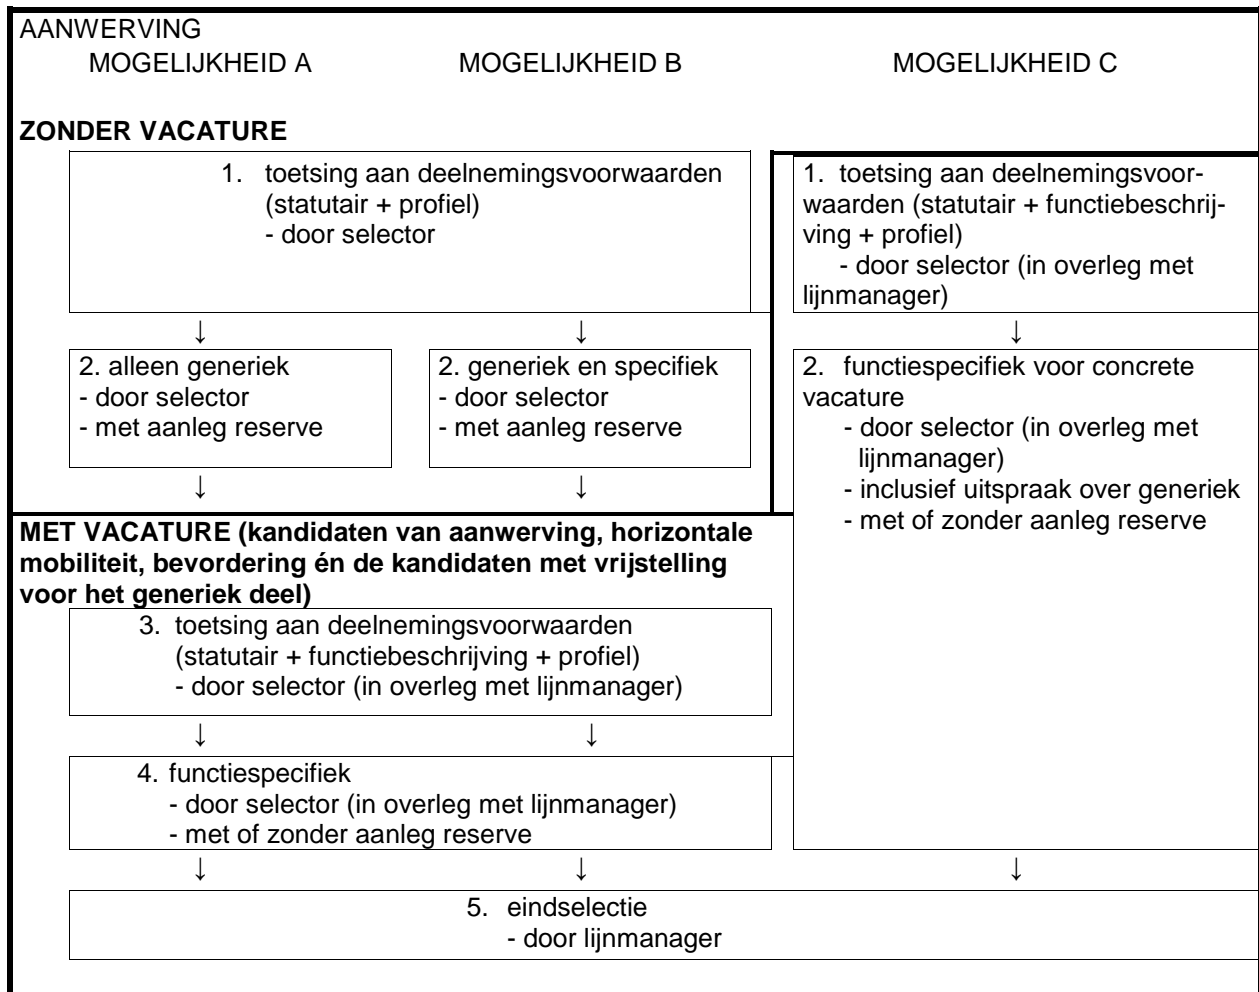 AANWERVING
MOGELIJKHEID A MOGELIJKHEID B MOGELIJKHEID C
ZONDER VACATURE
1. toetsing aan deelnemingsvoorwaarden
(statutair + profiel)
- door selector
1. toetsing aan deelnemingsvoor-
waarden (statutair + functiebeschrij-
ving + profiel)
- door selector (in overleg met
lijnmanager)
↓ ↓ ↓
2. alleen generiek
- door selector
- met aanleg reserve
2. generiek en specifiek
- door selector
- met aanleg reserve
2. functiespecifiek voor concrete
vacature
- door selector (in overleg met
lijnmanager)
- inclusief uitspraak over generiek
- met of zonder aanleg reserve
↓ ↓
MET VACATURE (kandidaten van aanwerving, horizontale
mobiliteit, bevordering én de kandidaten met vrijstelling
voor het generiek deel)
3. toetsing aan deelnemingsvoorwaarden
(statutair + functiebeschrijving + profiel)
- door selector (in overleg met lijnmanager)
↓ ↓
4. functiespecifiek
- door selector (in overleg met lijnmanager)
- met of zonder aanleg reserve
↓ ↓ ↓
5. eindselectie
- door lijnmanager